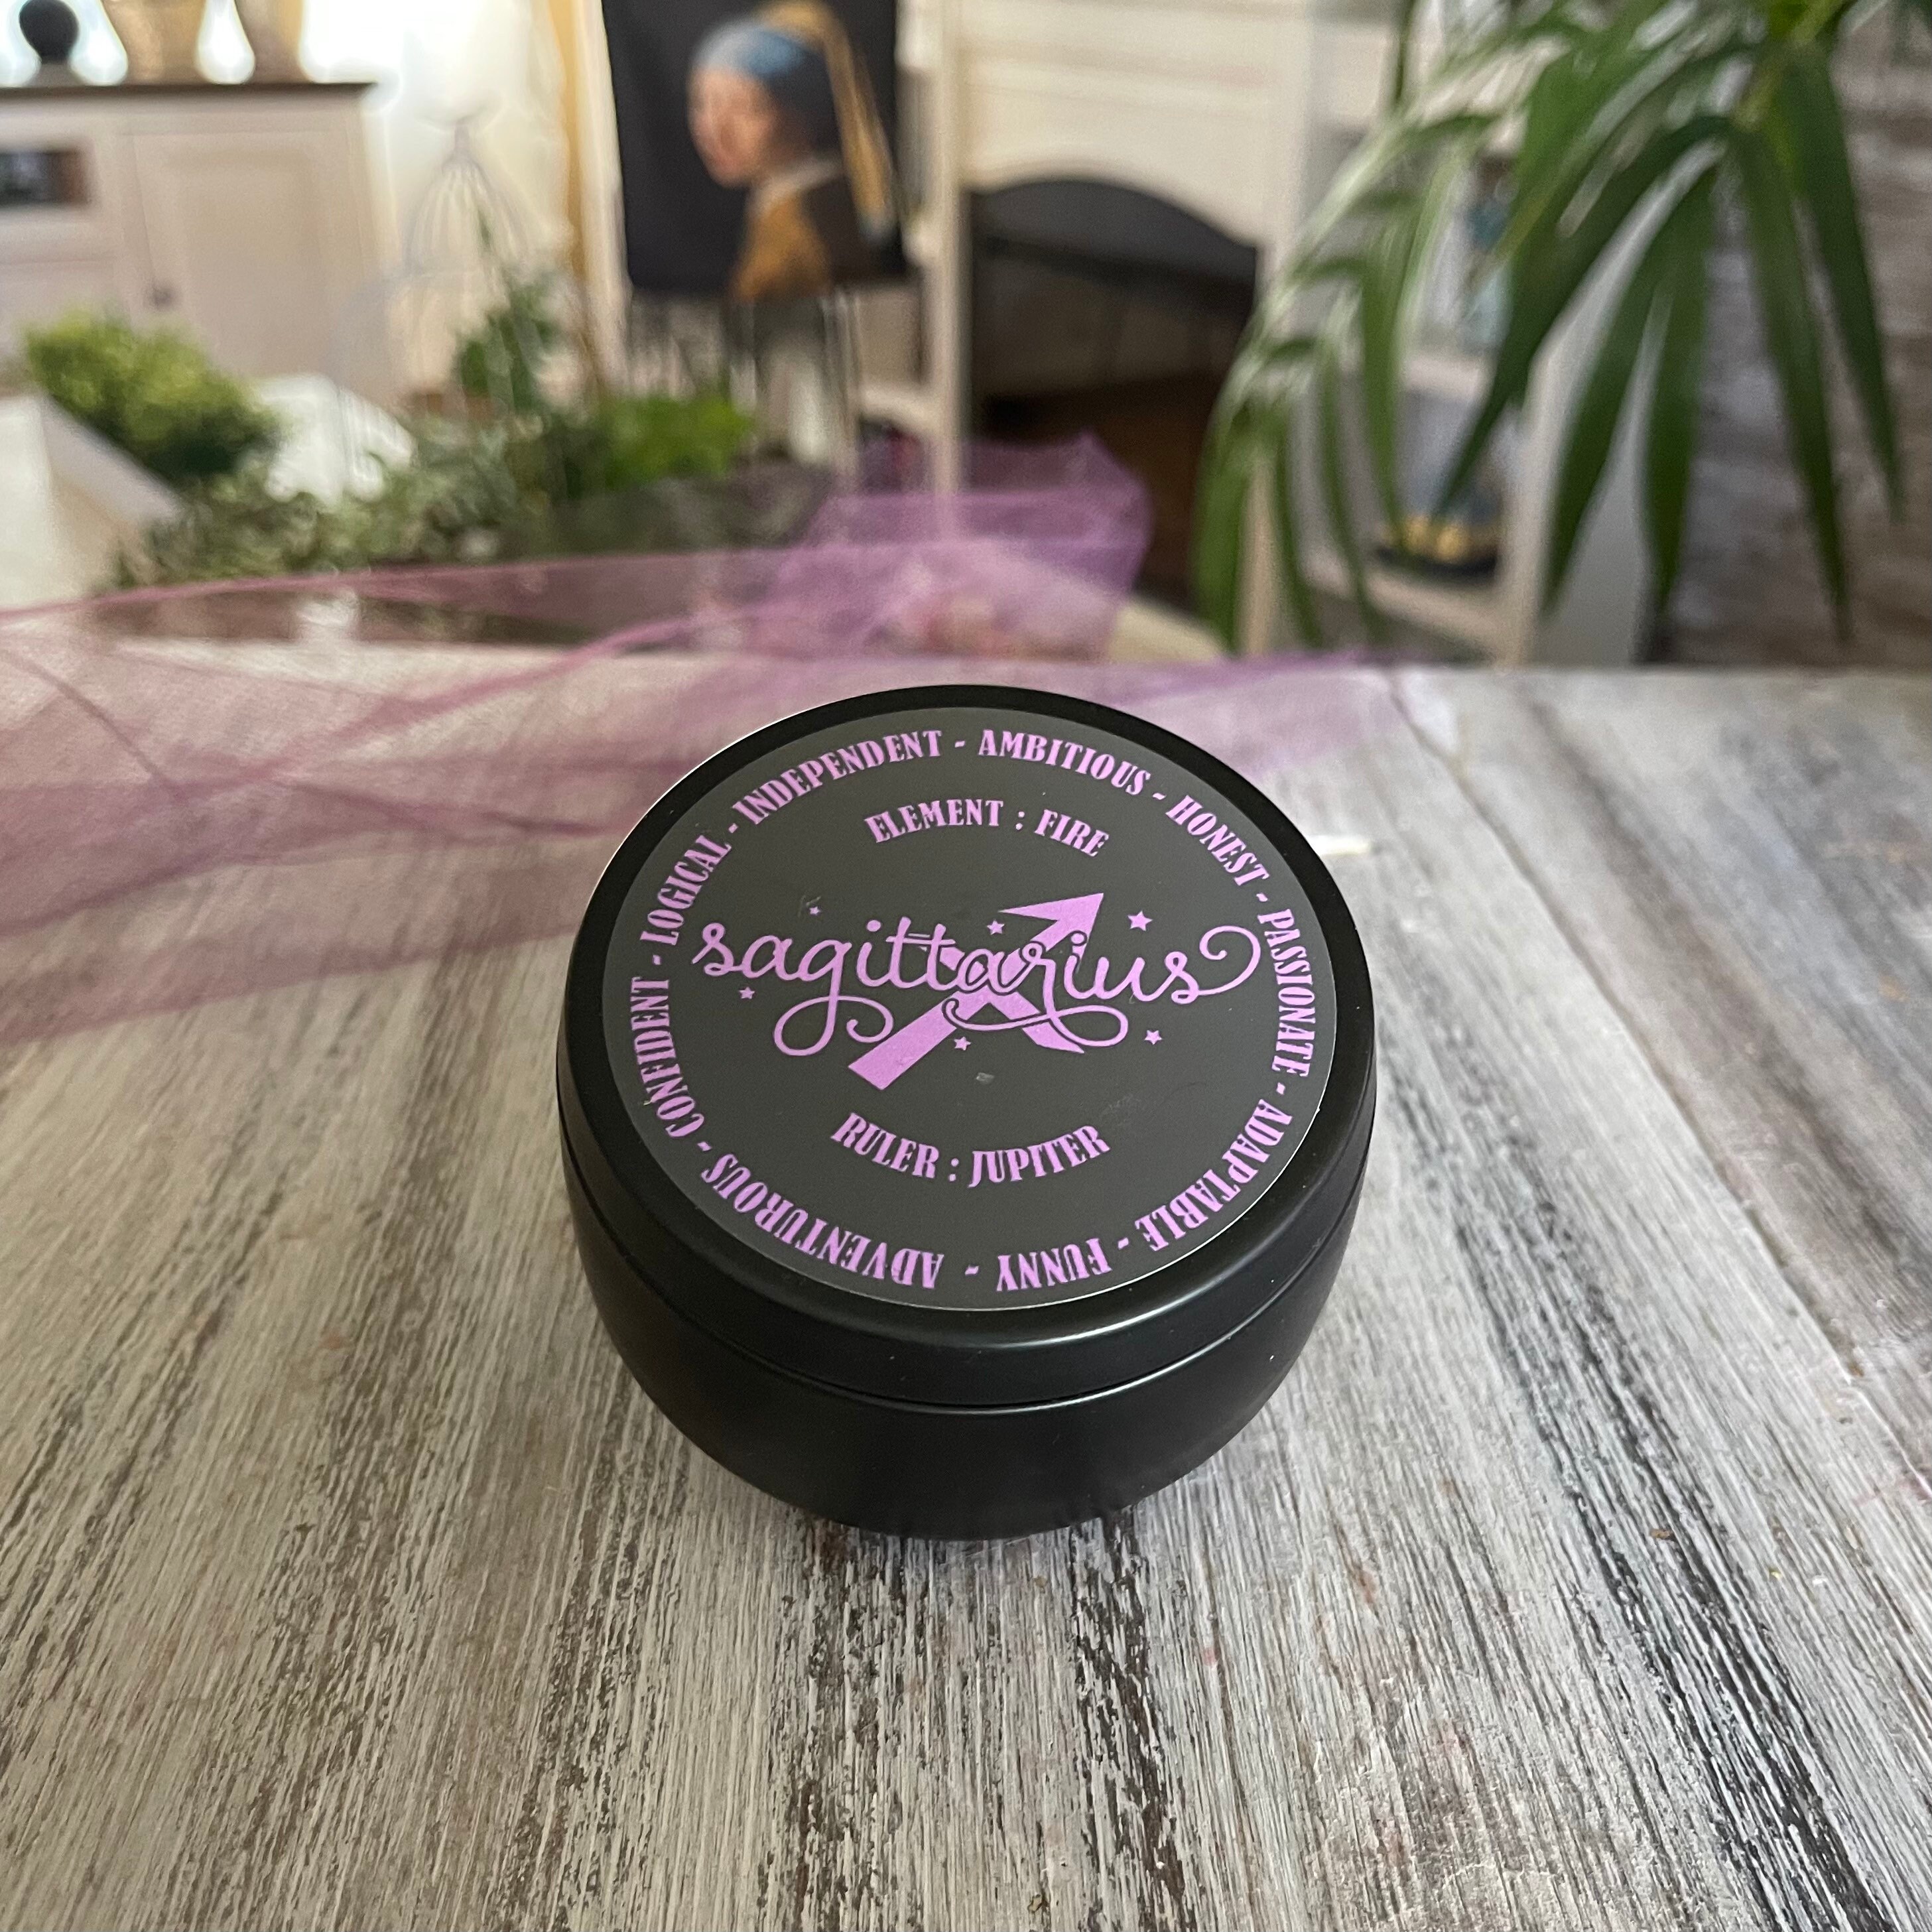 INDEPENDENT - AMBITIOUS - HONEST - PASSIONATE - ADAPTABLE - FUNNY - ADVENTUROUS - CONFIDENT - LOGICAL -
ELEMENT : FIRE
sagittarius
RULER : JUPITER